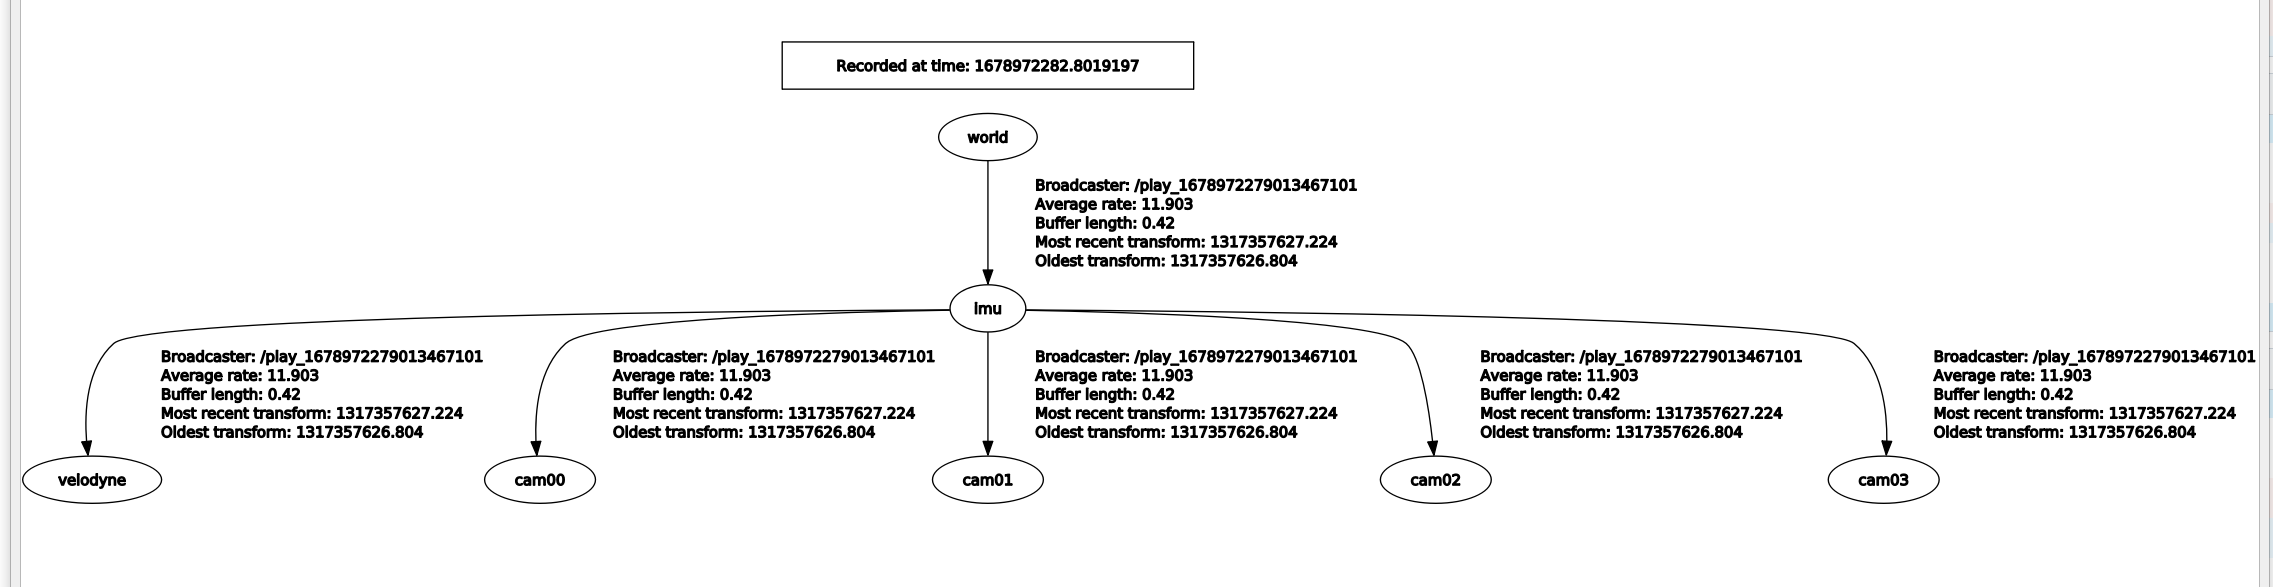 Recorded at time: 1678972282.8019197
world
Broadcaster: /play_1678972279013467101
Average rate: 11.903
Buffer length: 0.42
Most recent transform: 1317357627.224
Oldest transform: 1317357626.804
imu
Broadcaster: /play_1678972279013467101
Average rate: 11.903
Buffer length: 0.42
Most recent transform: 1317357627.224
Oldest transform: 1317357626.804
Broadcaster: /play_1678972279013467101
Average rate: 11.903
Buffer length: 0.42
Most recent transform: 1317357627.224
Oldest transform: 1317357626.804
Broadcaster: /play_1678972279013467101
Average rate: 11.903
Buffer length: 0.42
Most recent transform: 1317357627.224
Oldest transform: 1317357626.804
Broadcaster: /play_1678972279013467101
Average rate: 11.903
Buffer length: 0.42
Most recent transform: 1317357627.224
Oldest transform: 1317357626.804
Broadcaster: /play_1678972279013467101
Average rate: 11.903
Buffer length: 0.42
Most recent transform: 1317357627.224
Oldest transform: 1317357626.804
velodyne
cam00
cam01
cam02
cam03